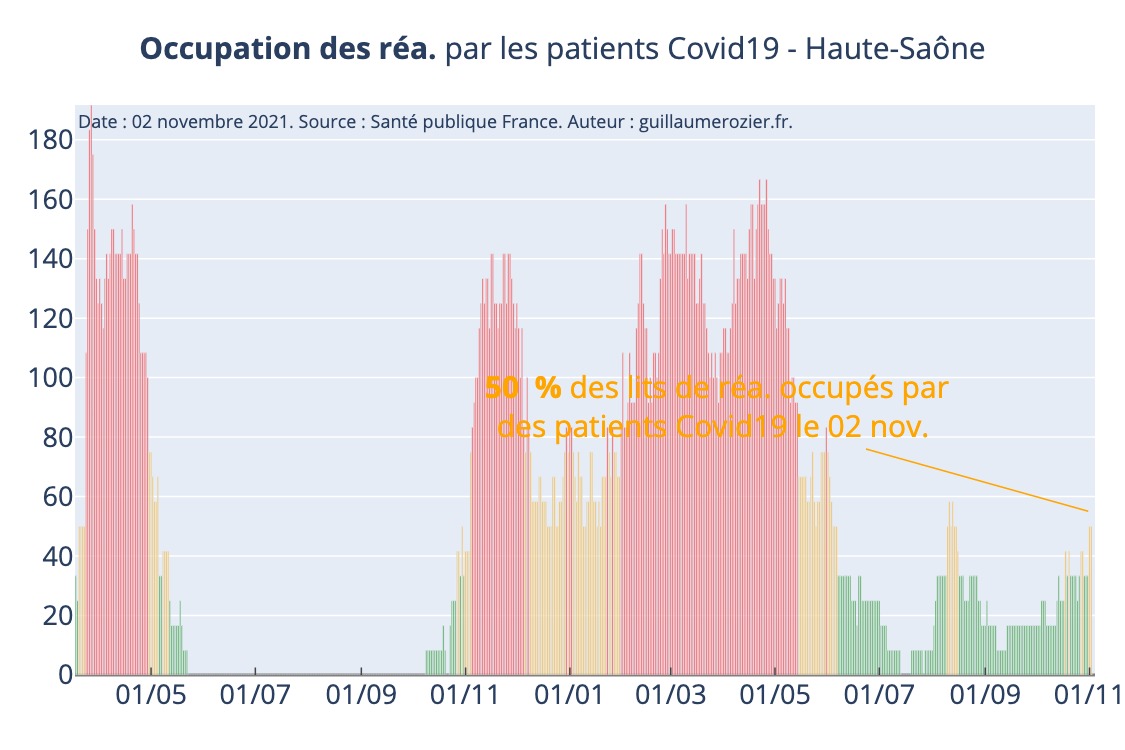 Occupation des réa. par les patients Covid19 - Haute-Saône
Date : 02 novembre 2021. Source : Santé publique France. Auteur : guillaumerozier.fr.
180
160
140
120
100
80
60
40
20
0
50 % des lits de réa. occupés par
des patients Covid19 le 02 nov.
01/05 01/07 01/09 01/11 01/01 01/03 01/05 01/07 01/09 01/11